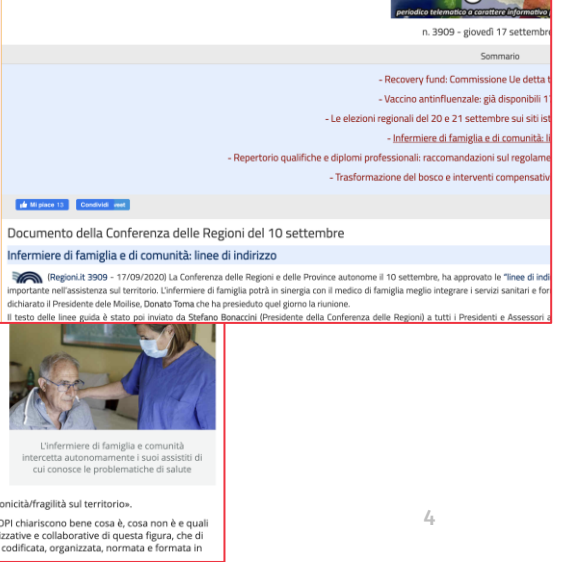 periodico telematico a carattere informativo
n. 3909 - giovedì 17 settembre
Sommario
- Recovery fund: Commissione Ue detta t
- Vaccino antinfluenzale: già disponibili 1
- Le elezioni regionali del 20 e 21 settembre sui siti ist
- Infermiere di famiglia e di comunità: li
- Repertorio qualifiche e diplomi professionali: raccomandazioni sul regolame
- Trasformazione del bosco e interventi compensativ
Mi piace 13 Condividi
Documento della Conferenza delle Regioni del 10 settembre
Infermiere di famiglia e di comunità: linee di indirizzo
(Regioni.it 3909 - 17/09/2020) La Conferenza delle Regioni e delle Province autonome il 10 settembre, ha approvato le "linee di indi
importante nell'assistenza sul territorio. L'infermiere di famiglia potrà in sinergia con il medico di famiglia meglio integrare i servizi sanitari e for
dichiarato il Presidente dele Moilise, Donato Toma che ha presieduto quel giorno la riunione.
Il testo delle linee guida è stato poi inviato da Stefano Bonaccini (Presidente della Conferenza delle Regioni) a tutti i Presidenti e Assessori a
L'infermiere di famiglia e comunità
intercetta autonomamente i suoi assistiti di
cui conosce le problematiche di salute
onicità/fragilità sul territorio».
OPI chiariscono bene cosa è, cosa non è e quali
izzative e collaborative di questa figura, che di
codificata, organizzata, normata e formata in
4